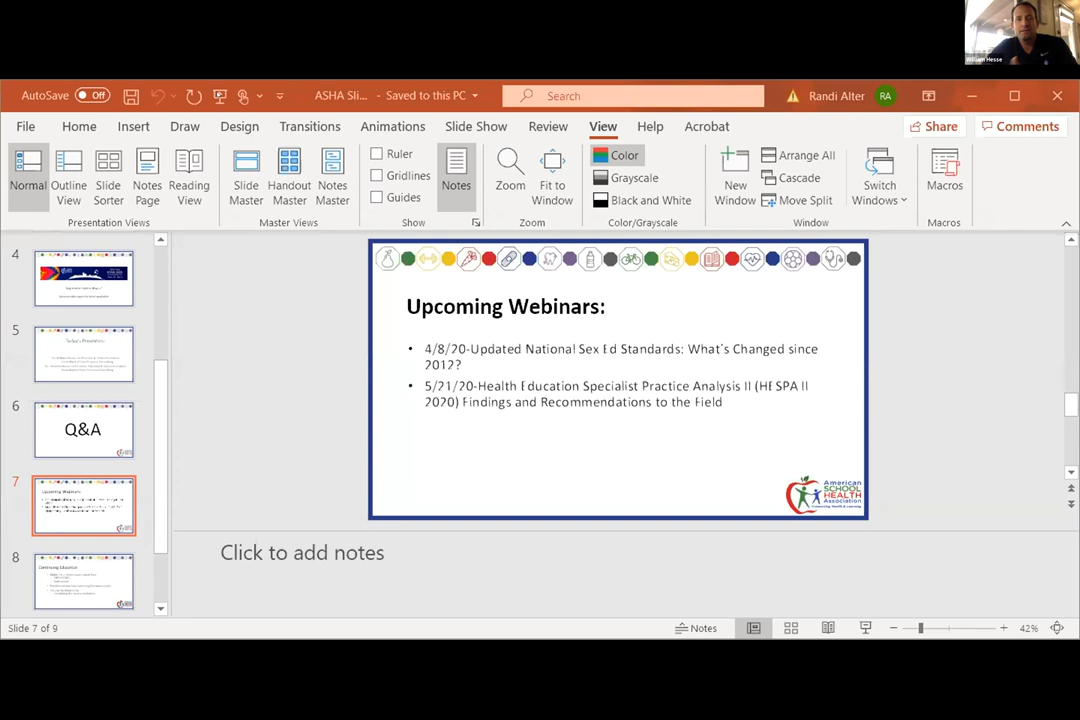 William Hesse
AutoSave Off ASHA Sli... - Saved to this PC Search Randi Alter RA
File Home Insert Draw Design Transitions Animations Slide Show Review View Help Acrobat Share Comments
Normal Outline View Slide Sorter Notes Page Reading View
Presentation Views
Slide Master Handout Master Notes Master
Master Views
Ruler
Gridlines
Guides
Show
Notes
Zoom Fit to Window
Zoom
Color
Grayscale
Black and White
Color/Grayscale
New Window
Arrange All
Cascade
Move Split
Switch Windows
Window
Macros
Macros
4
5
6
Q&A
7
Upcoming Webinars:
8
Continuing Education
Upcoming Webinars:
• 4/8/20-Updated National Sex Ed Standards: What's Changed since
2012?
• 5/21/20-Health Education Specialist Practice Analysis II (HESPA II
2020) Findings and Recommendations to the Field
American
SCHOOL
HEALTH
Association
Click to add notes
Slide 7 of 9 Notes 42%